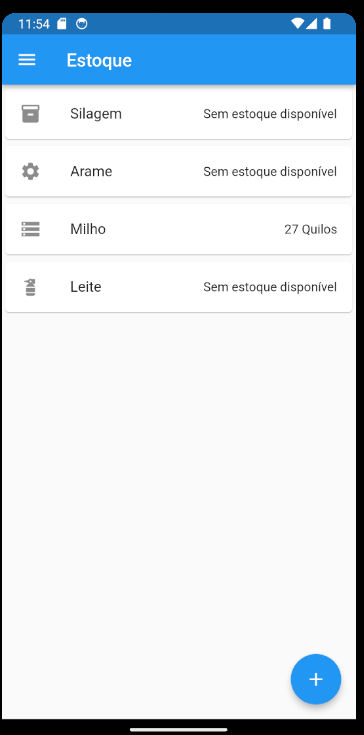 11:54
Estoque
Silagem Sem estoque disponível
Arame Sem estoque disponível
Milho 27 Quilos
Leite Sem estoque disponível